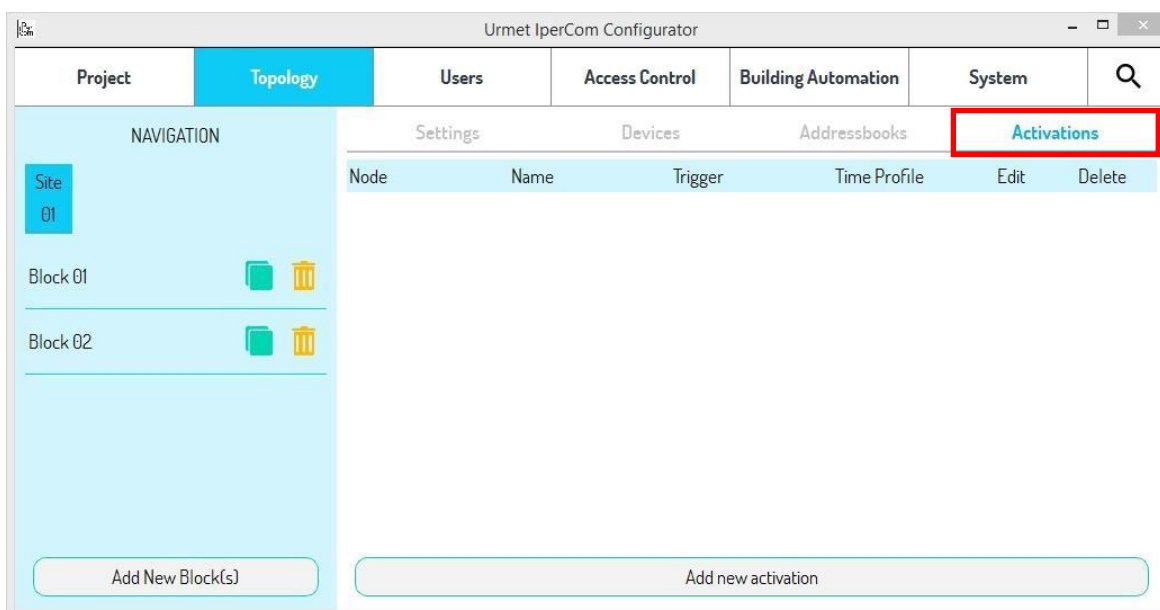 Urmet IperCom Configurator
Project Topology Users Access Control Building Automation System
NAVIGATION
Settings Devices Addressbooks Activations
Node Name Trigger Time Profile Edit Delete
Site
01
Block 01
Block 02
Add New Block(s)
Add new activation